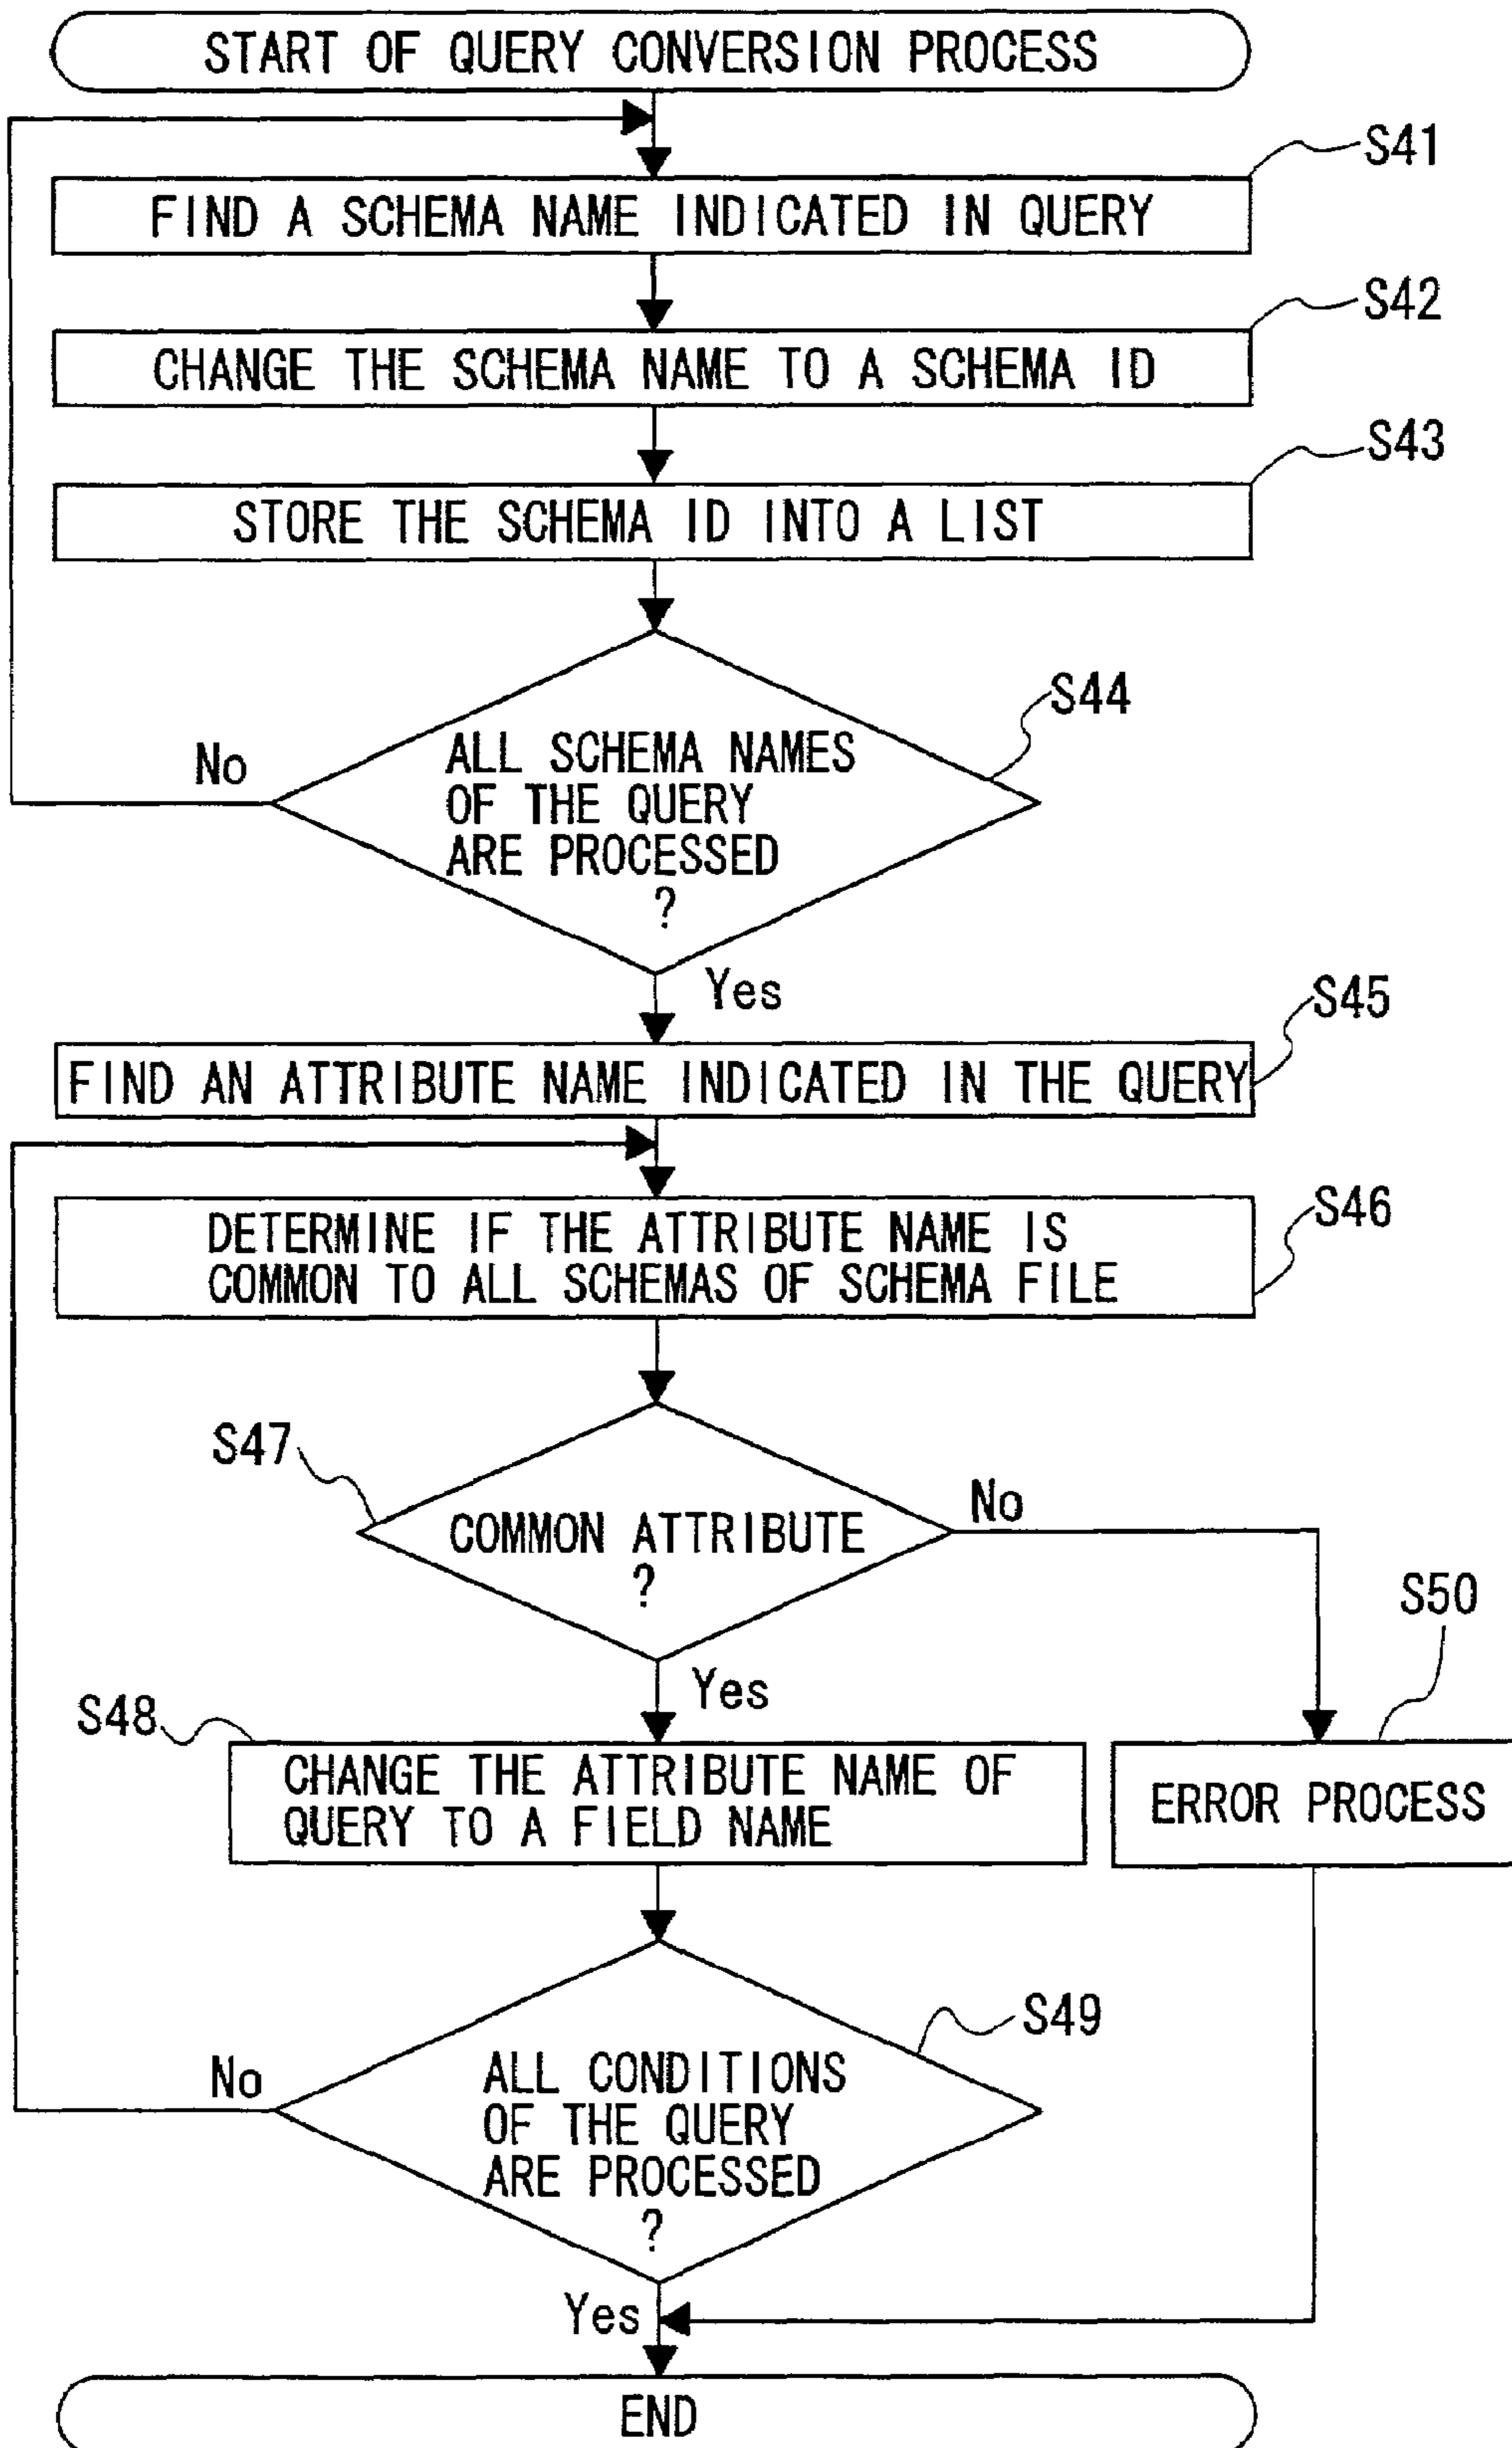 START OF QUERY CONVERSION PROCESS
S41
FIND A SCHEMA NAME INDICATED IN QUERY
S42
CHANGE THE SCHEMA NAME TO A SCHEMA ID
S43
STORE THE SCHEMA ID INTO A LIST
S44
No
ALL SCHEMA NAMES
OF THE QUERY
ARE PROCESSED
?
Yes
S45
FIND AN ATTRIBUTE NAME INDICATED IN THE QUERY
S46
DETERMINE IF THE ATTRIBUTE NAME IS
COMMON TO ALL SCHEMAS OF SCHEMA FILE
S47
No
COMMON ATTRIBUTE
?
S50
Yes
S48
CHANGE THE ATTRIBUTE NAME OF
QUERY TO A FIELD NAME
ERROR PROCESS
S49
No
ALL CONDITIONS
OF THE QUERY
ARE PROCESSED
?
Yes
END